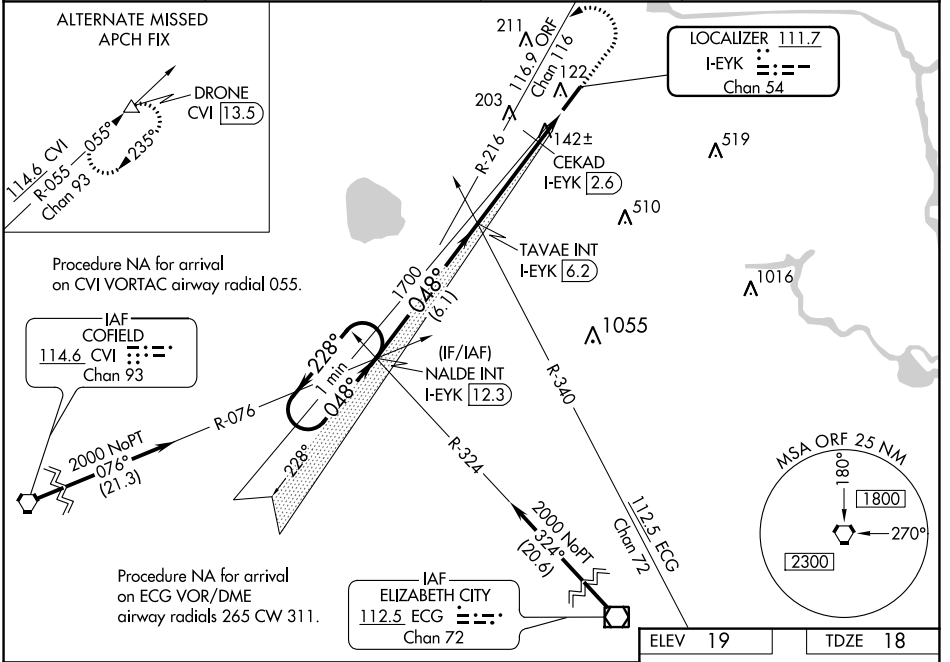 ALTERNATE MISSED
APCH FIX
DRONE
CVI 13.5
114.6 CVI
R-055
055°
Chan 93
235°
211
116.9 ORF
Chan 116
122
203
142±
R-216
LOCALIZER 111.7
I-EYK
Chan 54
519
CEKAD
I-EYK 2.6
510
TAVAE INT
I-EYK 6.2
1016
1055
Procedure NA for arrival
on CVI VORTAC airway radial 055.
1700
048°
(6.1)
IAF
COFIELD
114.6 CVI
Chan 93
228°
1 min
048°
(IF/IAF)
NALDE INT
I-EYK 12.3
R-340
R-076
2000 NoPT
076°
(21.3)
228°
R-324
2000 NoPT
324°
(20.6)
112.5 ECG
Chan 72
MSA ORF 25 NM
180°
1800
270°
2300
Procedure NA for arrival
on ECG VOR/DME
airway radials 265 CW 311.
IAF
ELIZABETH CITY
112.5 ECG
Chan 72
ELEV 19
TDZE 18